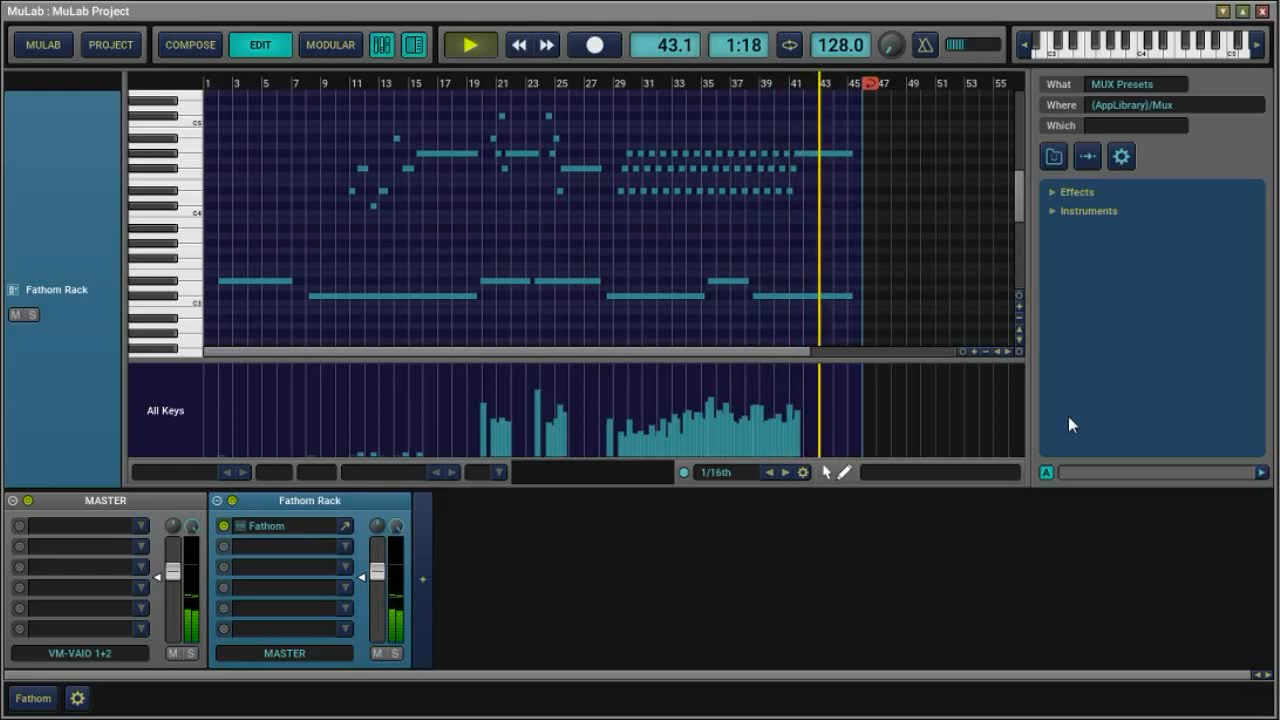 MuLab : MuLab Project
MULAB PROJECT COMPOSE EDIT MODULAR 43.1 1:18 128.0 C3 C4 C5
1 3 5 7 9 11 13 15 17 19 21 23 25 27 29 31 33 35 37 39 41 43 45 47 49 51 53 55
What MUX Presets
Where (AppLibrary)/Mux
Which
Effects
Instruments
C5
C4
C3
Fathom Rack
M S
All Keys
1/16th
A
MASTER
Fathom Rack
Fathom
VM-VAIO 1+2 M S
MASTER M S
Fathom